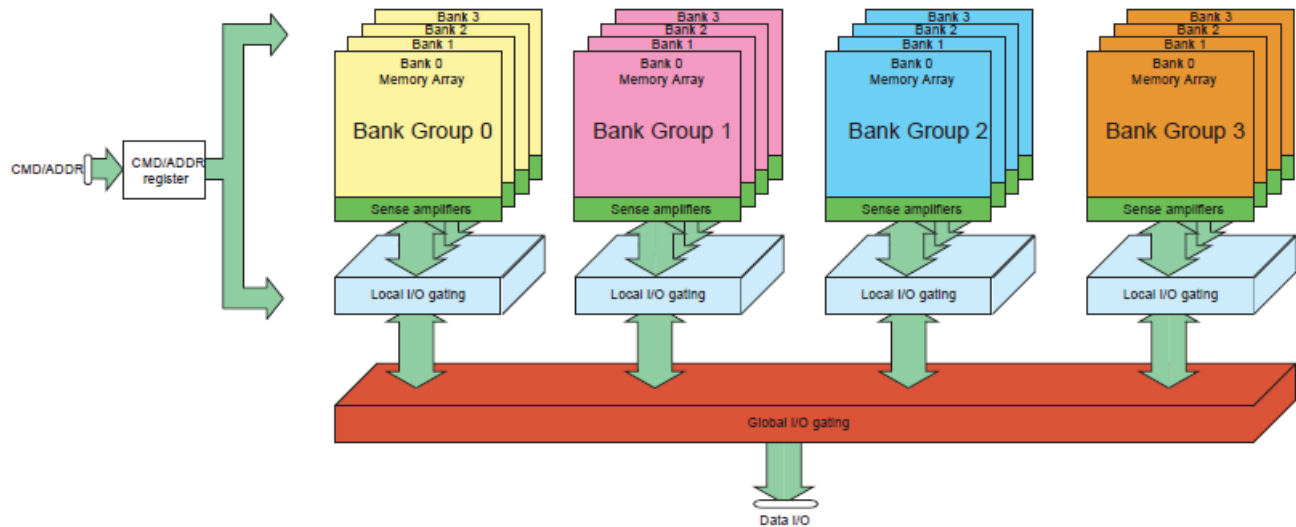 Bank 3
Bank 2
Bank 1
Bank 0
Memory Array
Bank Group 0
Sense amplifiers
Local I/O gating
Bank 3
Bank 2
Bank 1
Bank 0
Memory Array
Bank Group 1
Sense amplifiers
Local I/O gating
Bank 3
Bank 2
Bank 1
Bank 0
Memory Array
Bank Group 2
Sense amplifiers
Local I/O gating
Bank 3
Bank 2
Bank 1
Bank 0
Memory Array
Bank Group 3
Sense amplifiers
Local I/O gating
CMD/ADDR
CMD/ADDR
register
Global I/O gating
Data I/O